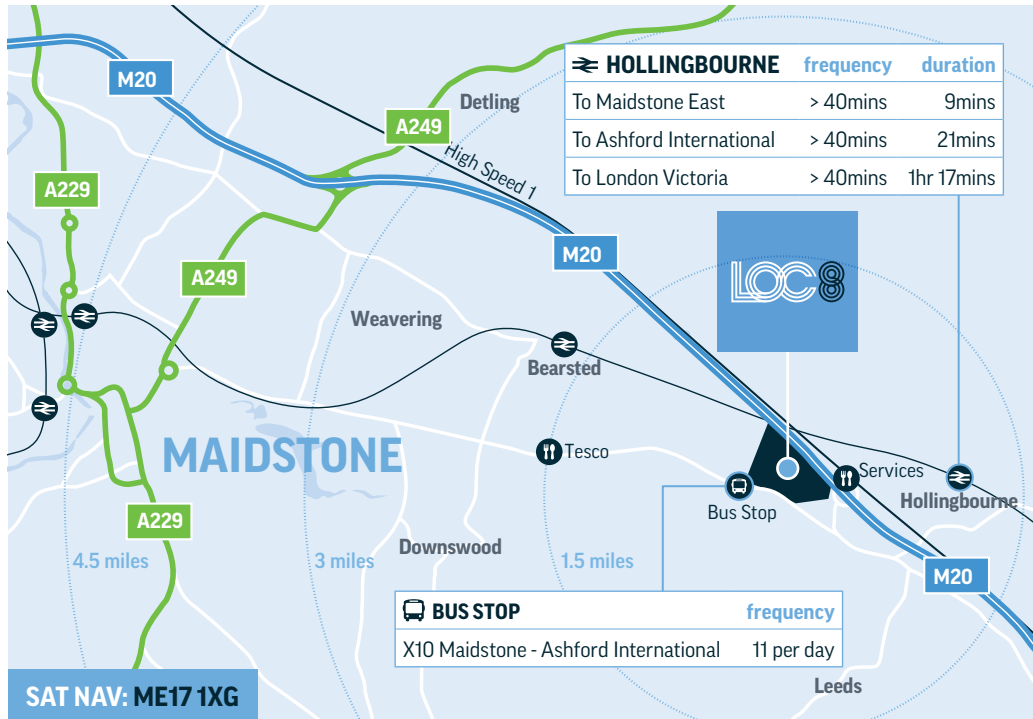 M20
HOLLINGBOURNE frequency duration
To Maidstone East > 40mins 9mins
To Ashford International > 40mins 21mins
To London Victoria > 40mins 1hr 17mins
Detling
A249
High Speed 1
A229
M20
A249
LOC8
Weavering
Bearsted
MAIDSTONE
Tesco
Services
Hollingbourne
Bus Stop
A229
Downswood
4.5 miles
3 miles
1.5 miles
M20
BUS STOP frequency
X10 Maidstone - Ashford International 11 per day
Leeds
SAT NAV: ME17 1XG